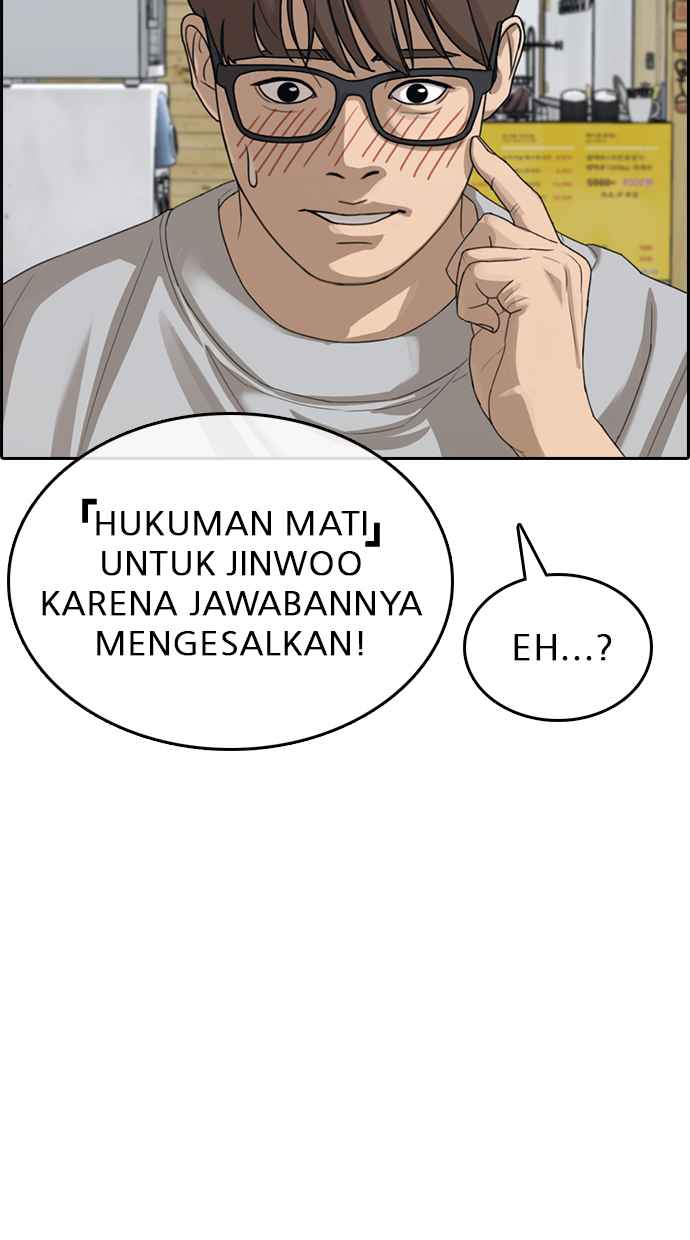 「HUKUMAN MATI」
UNTUK JINWOO
KARENA JAWABANNYA
MENGESALKAN!
EH...?